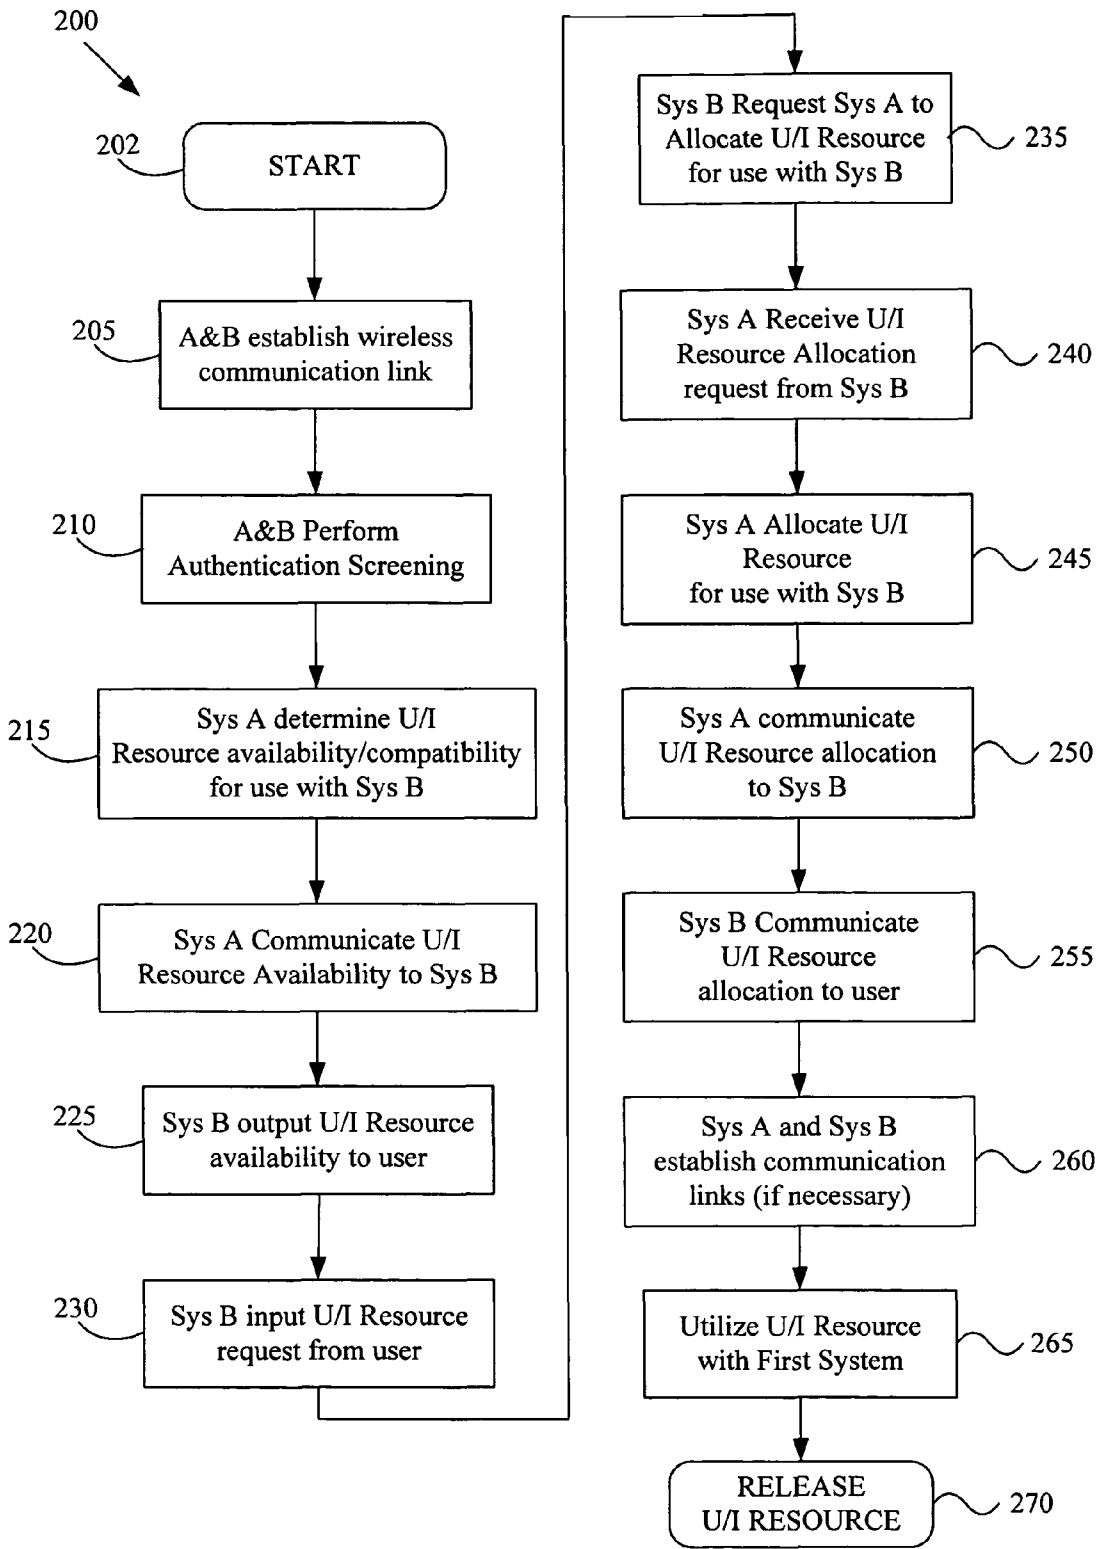 200
202
START
205
A&B establish wireless
communication link
210
A&B Perform
Authentication Screening
215
Sys A determine U/I
Resource availability/compatibility
for use with Sys B
220
Sys A Communicate U/I
Resource Availability to Sys B
225
Sys B output U/I Resource
availability to user
230
Sys B input U/I Resource
request from user
Sys B Request Sys A to
Allocate U/I Resource
for use with Sys B
235
Sys A Receive U/I
Resource Allocation
request from Sys B
240
Sys A Allocate U/I
Resource
for use with Sys B
245
Sys A communicate
U/I Resource allocation
to Sys B
250
Sys B Communicate
U/I Resource
allocation to user
255
Sys A and Sys B
establish communication
links (if necessary)
260
Utilize U/I Resource
with First System
265
RELEASE
U/I RESOURCE
270